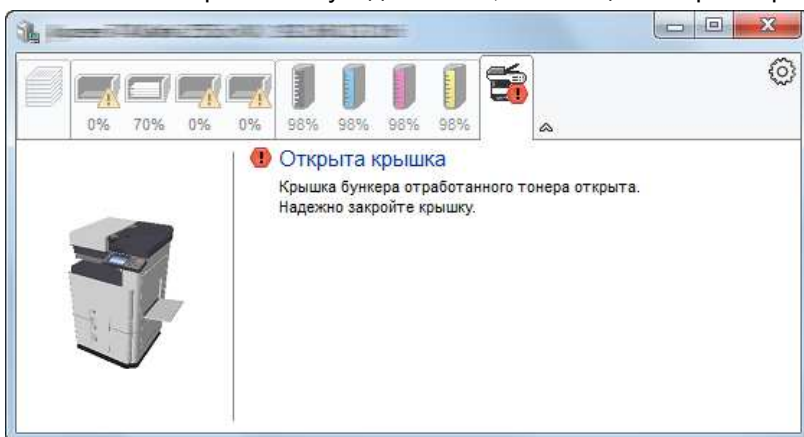 0% 70% 0% 0% 98% 98% 98% 98%
Открыта крышка
Крышка бункера отработанного тонера открыта.
Надежно закройте крышку.